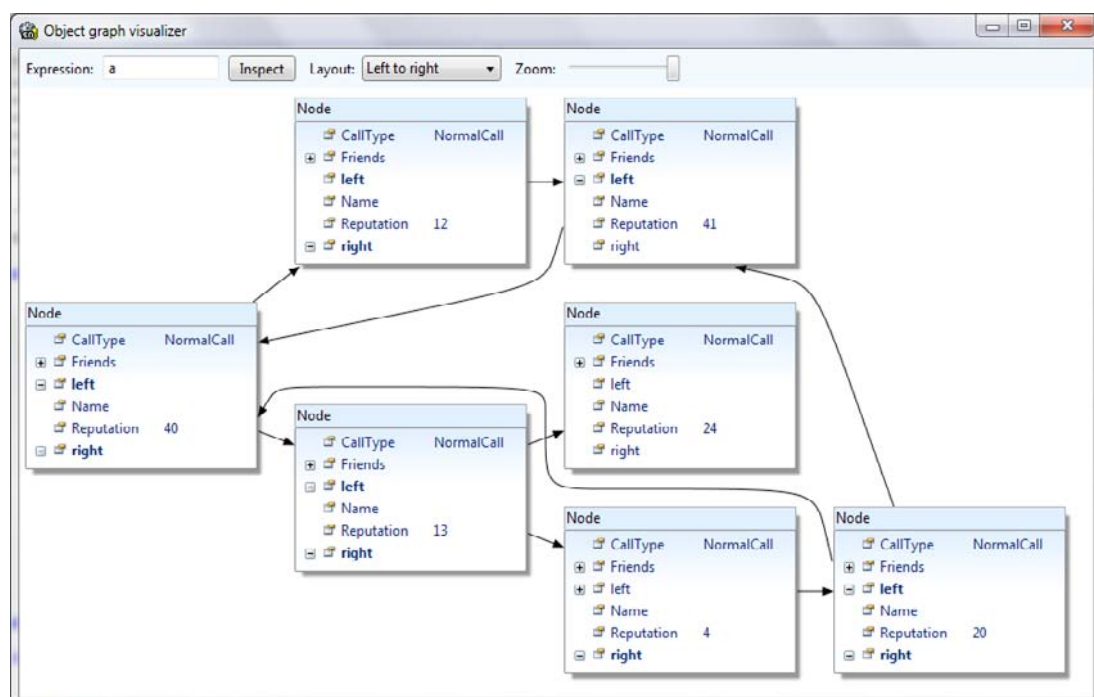 Object graph visualizer
Expression: a Inspect Layout: Left to right Zoom:
Node
CallType NormalCall
Friends
left
Name
Reputation 12
right
Node
CallType NormalCall
Friends
left
Name
Reputation 41
right
Node
CallType NormalCall
Friends
left
Name
Reputation 40
right
Node
CallType NormalCall
Friends
left
Name
Reputation 24
right
Node
CallType NormalCall
Friends
left
Name
Reputation 13
right
Node
CallType NormalCall
Friends
left
Name
Reputation 4
right
Node
CallType NormalCall
Friends
left
Name
Reputation 20
right